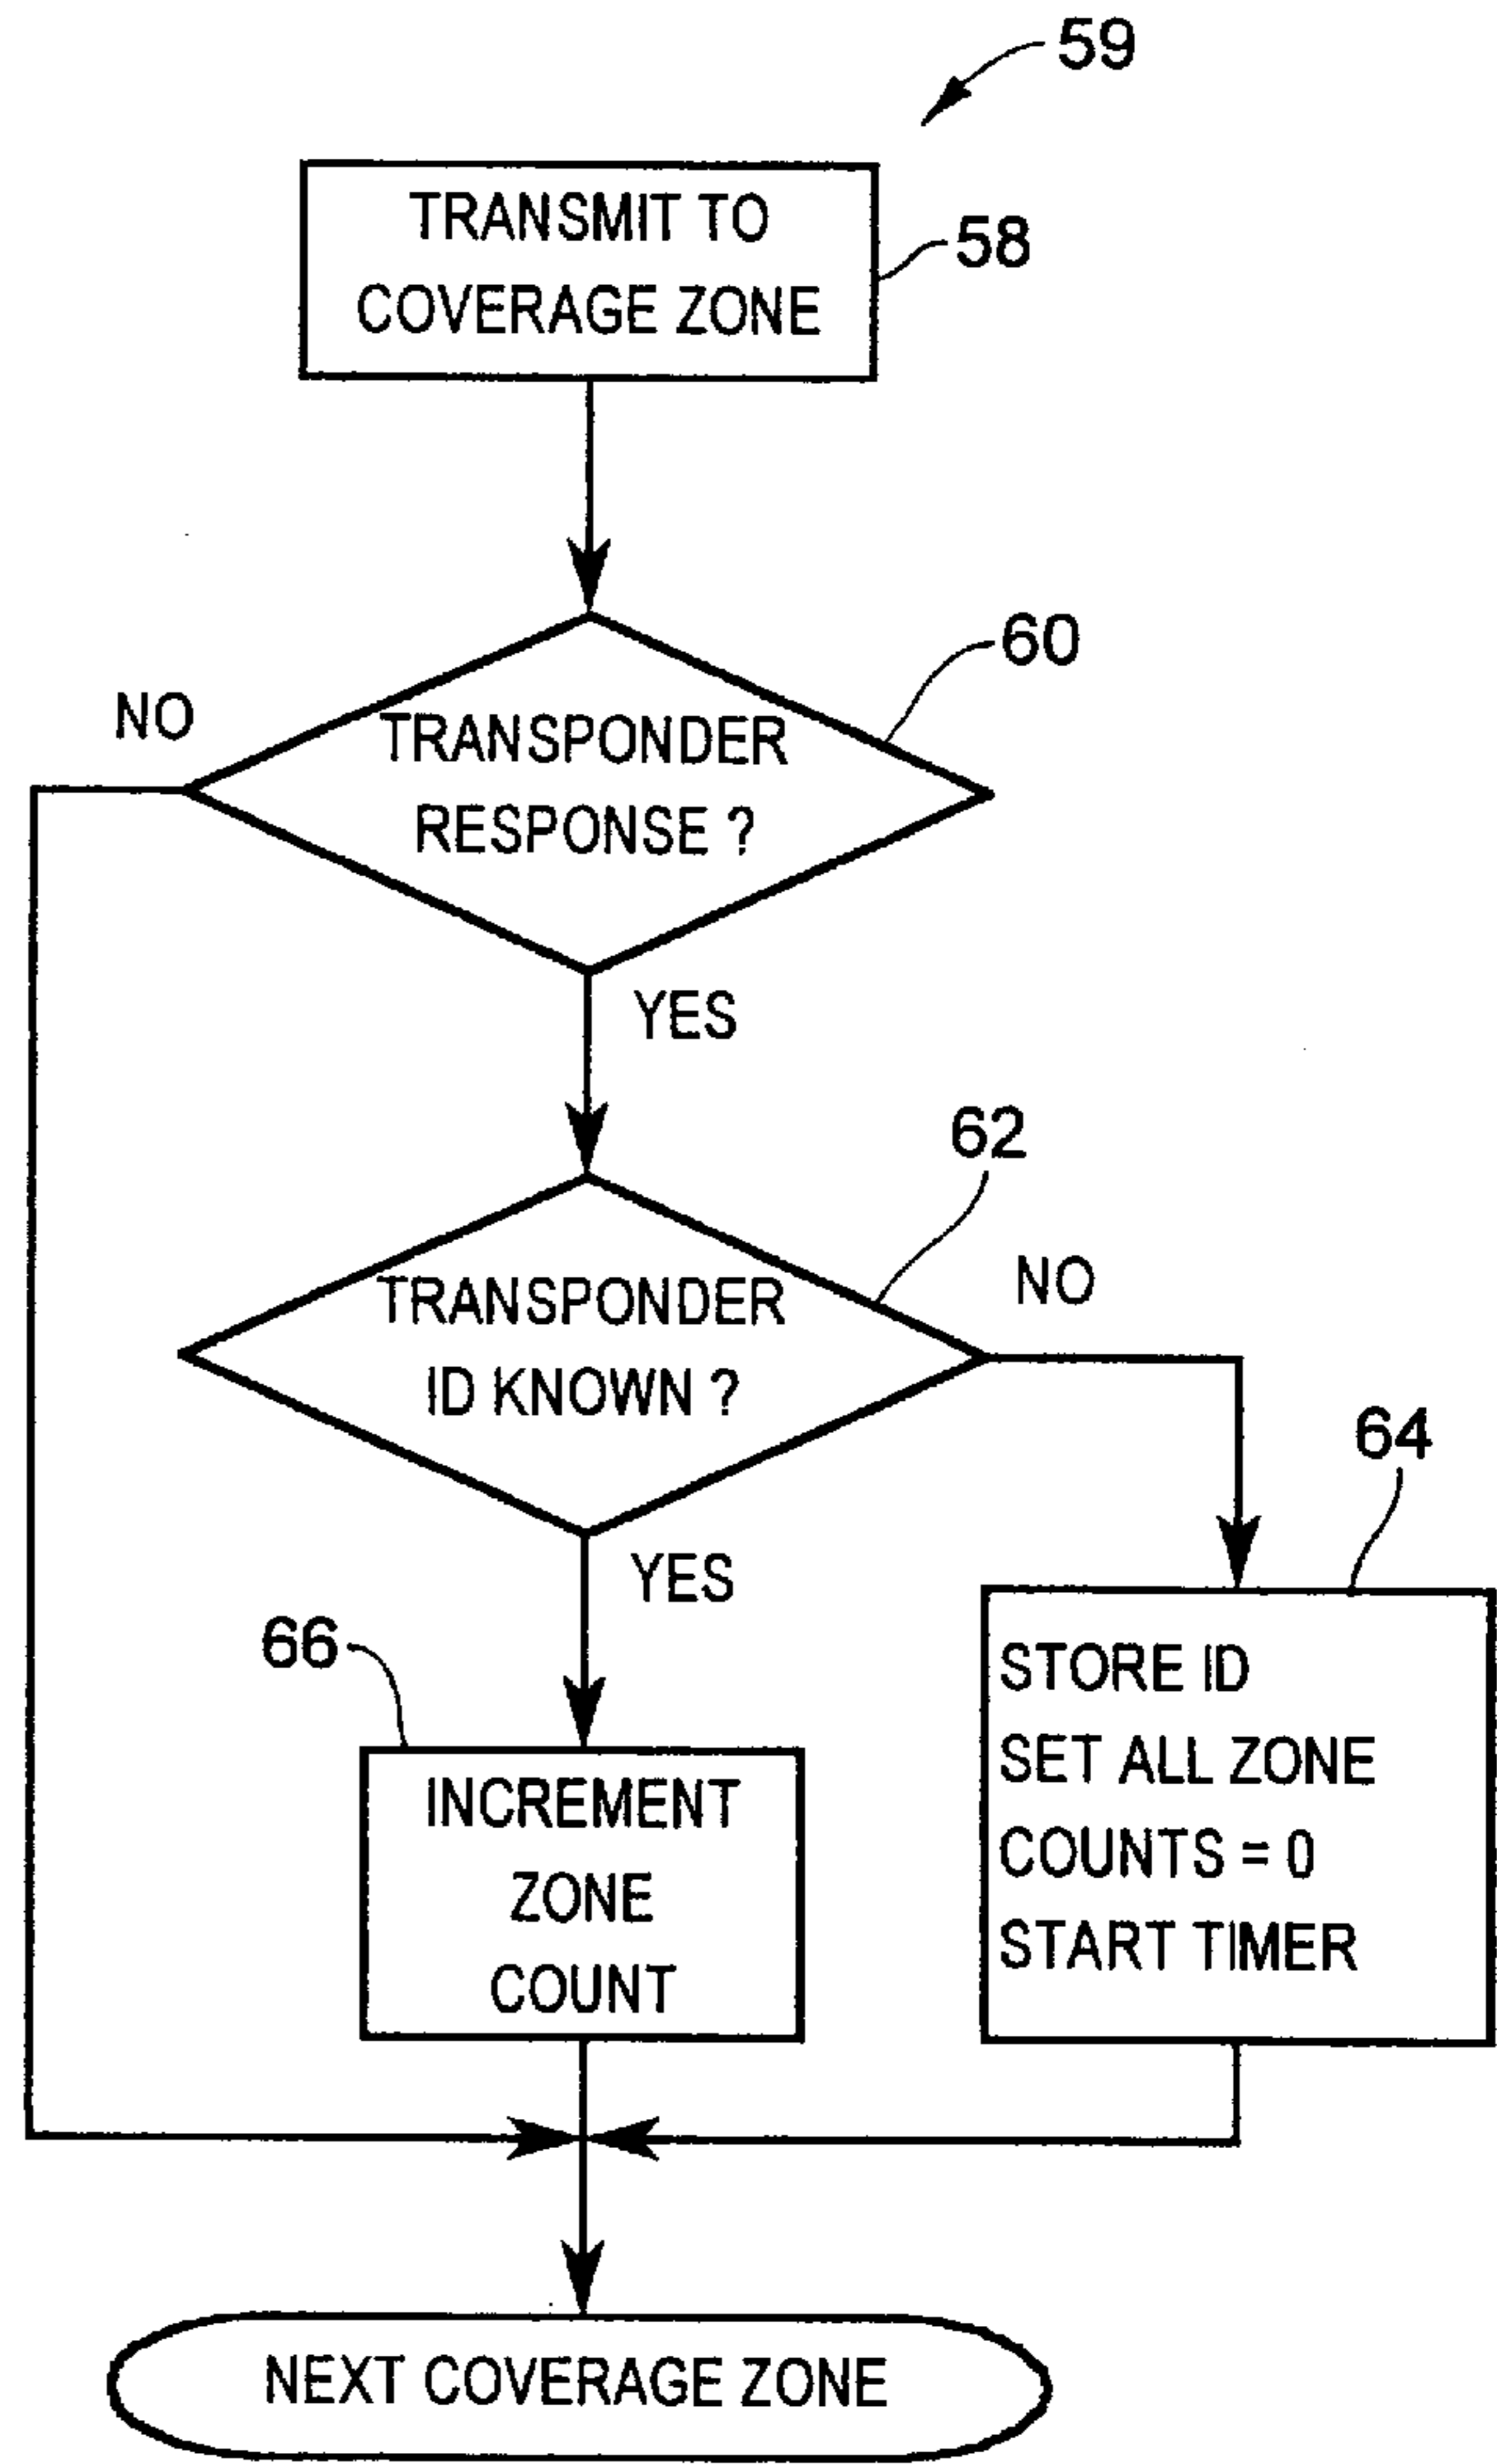 59
TRANSMIT TO
COVERAGE ZONE
58
60
NO
TRANSPONDER
RESPONSE ?
YES
62
TRANSPONDER
ID KNOWN ?
NO
64
YES
66
STORE ID
SET ALL ZONE
COUNTS = 0
START TIMER
INCREMENT
ZONE
COUNT
NEXT COVERAGE ZONE